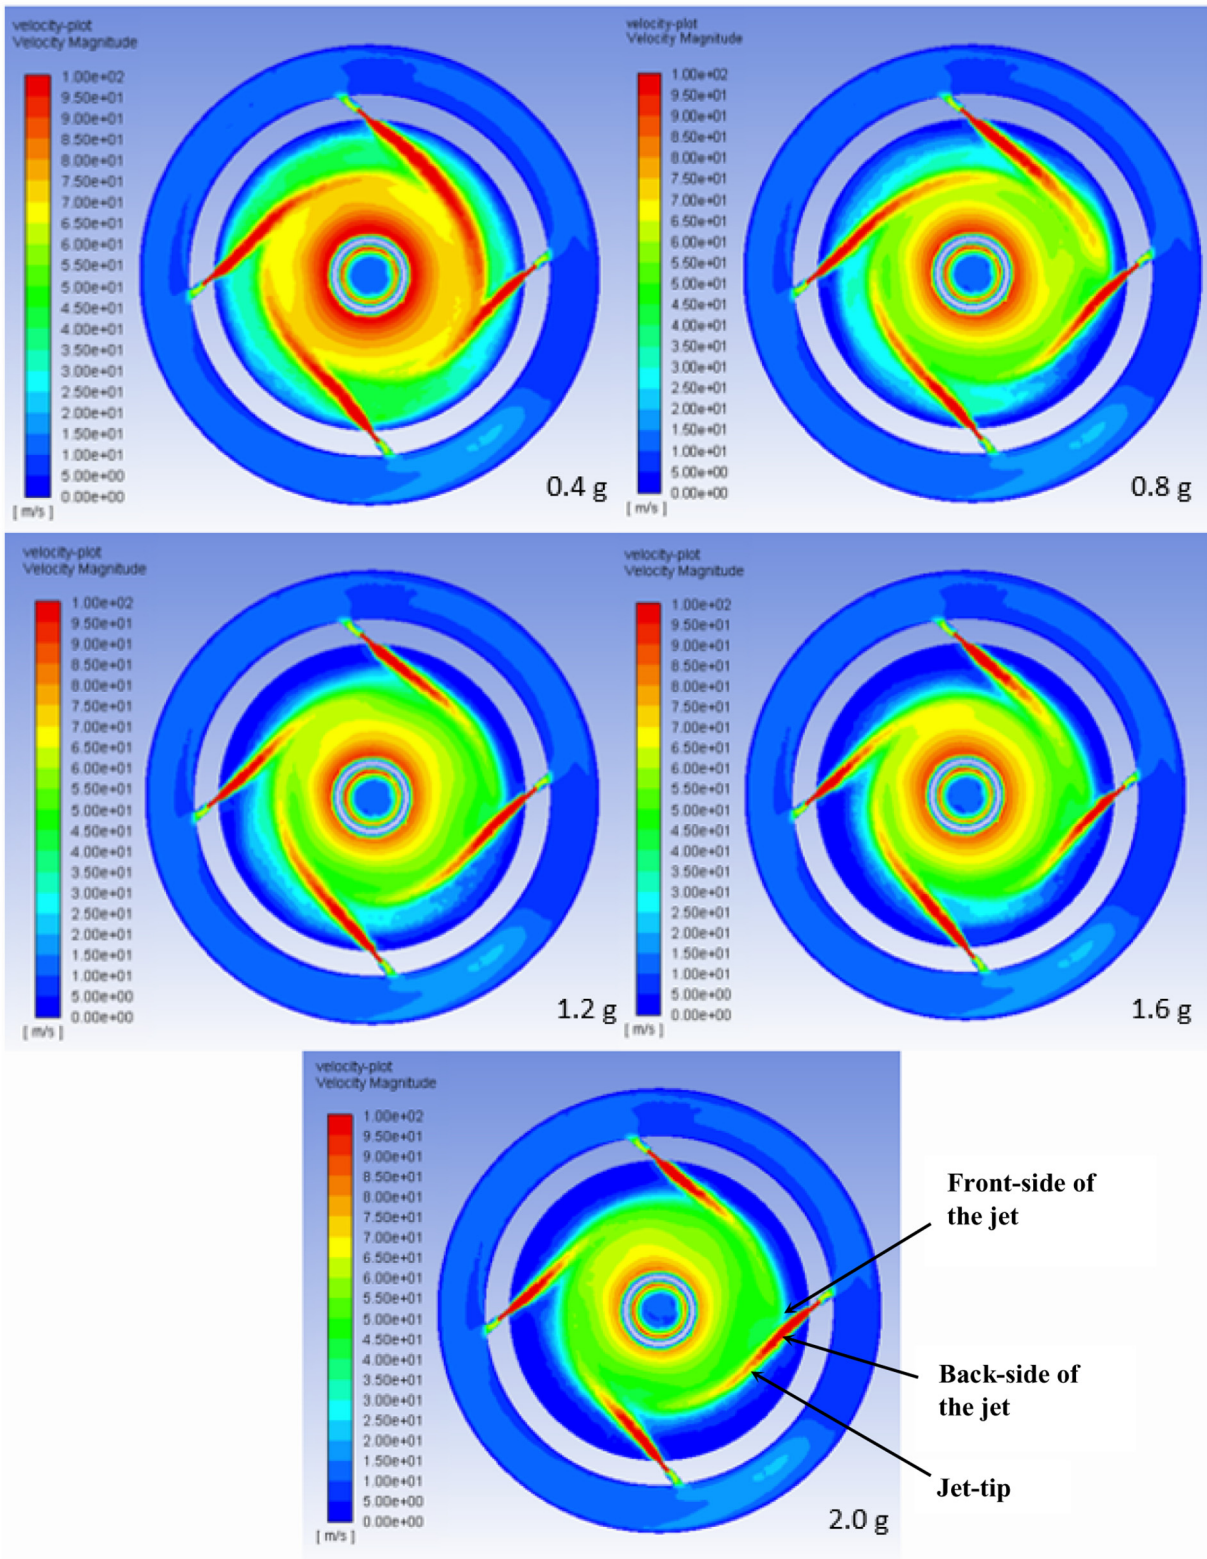 velocity-plot
Velocity Magnitude
1.00e+02
9.50e+01
9.00e+01
8.50e+01
8.00e+01
7.50e+01
7.00e+01
6.50e+01
6.00e+01
5.50e+01
5.00e+01
4.50e+01
4.00e+01
3.50e+01
3.00e+01
2.50e+01
2.00e+01
1.50e+01
1.00e+01
5.00e+00
0.00e+00
[ m/s ]
0.4 g
velocity-plot
Velocity Magnitude
1.00e+02
9.50e+01
9.00e+01
8.50e+01
8.00e+01
7.50e+01
7.00e+01
6.50e+01
6.00e+01
5.50e+01
5.00e+01
4.50e+01
4.00e+01
3.50e+01
3.00e+01
2.50e+01
2.00e+01
1.50e+01
1.00e+01
5.00e+00
0.00e+00
[ m/s ]
0.8 g
velocity-plot
Velocity Magnitude
1.00e+02
9.50e+01
9.00e+01
8.50e+01
8.00e+01
7.50e+01
7.00e+01
6.50e+01
6.00e+01
5.50e+01
5.00e+01
4.50e+01
4.00e+01
3.50e+01
3.00e+01
2.50e+01
2.00e+01
1.50e+01
1.00e+01
5.00e+00
0.00e+00
[ m/s ]
1.2 g
velocity-plot
Velocity Magnitude
1.00e+02
9.50e+01
9.00e+01
8.50e+01
8.00e+01
7.50e+01
7.00e+01
6.50e+01
6.00e+01
5.50e+01
5.00e+01
4.50e+01
4.00e+01
3.50e+01
3.00e+01
2.50e+01
2.00e+01
1.50e+01
1.00e+01
5.00e+00
0.00e+00
[ m/s ]
1.6 g
velocity-plot
Velocity Magnitude
1.00e+02
9.50e+01
9.00e+01
8.50e+01
8.00e+01
7.50e+01
7.00e+01
6.50e+01
6.00e+01
5.50e+01
5.00e+01
4.50e+01
4.00e+01
3.50e+01
3.00e+01
2.50e+01
2.00e+01
1.50e+01
1.00e+01
5.00e+00
0.00e+00
[ m/s ]
2.0 g
Front-side of
the jet
Back-side of
the jet
Jet-tip